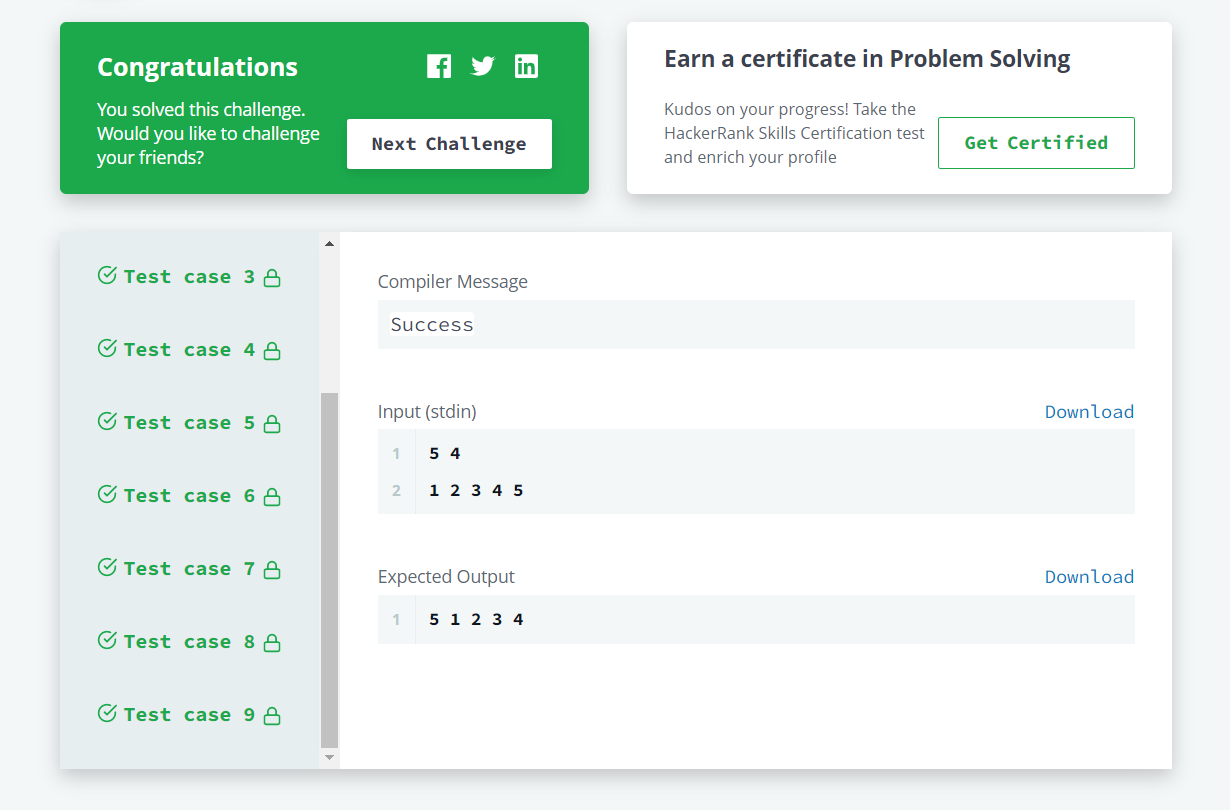 Congratulations
You solved this challenge.
Would you like to challenge
your friends?
Next Challenge
Earn a certificate in Problem Solving
Kudos on your progress! Take the
HackerRank Skills Certification test
and enrich your profile
Get Certified
Test case 3
Test case 4
Test case 5
Test case 6
Test case 7
Test case 8
Test case 9
Compiler Message
Success
Input (stdin)
Download
1 5 4
2 1 2 3 4 5
Expected Output
Download
1 5 1 2 3 4